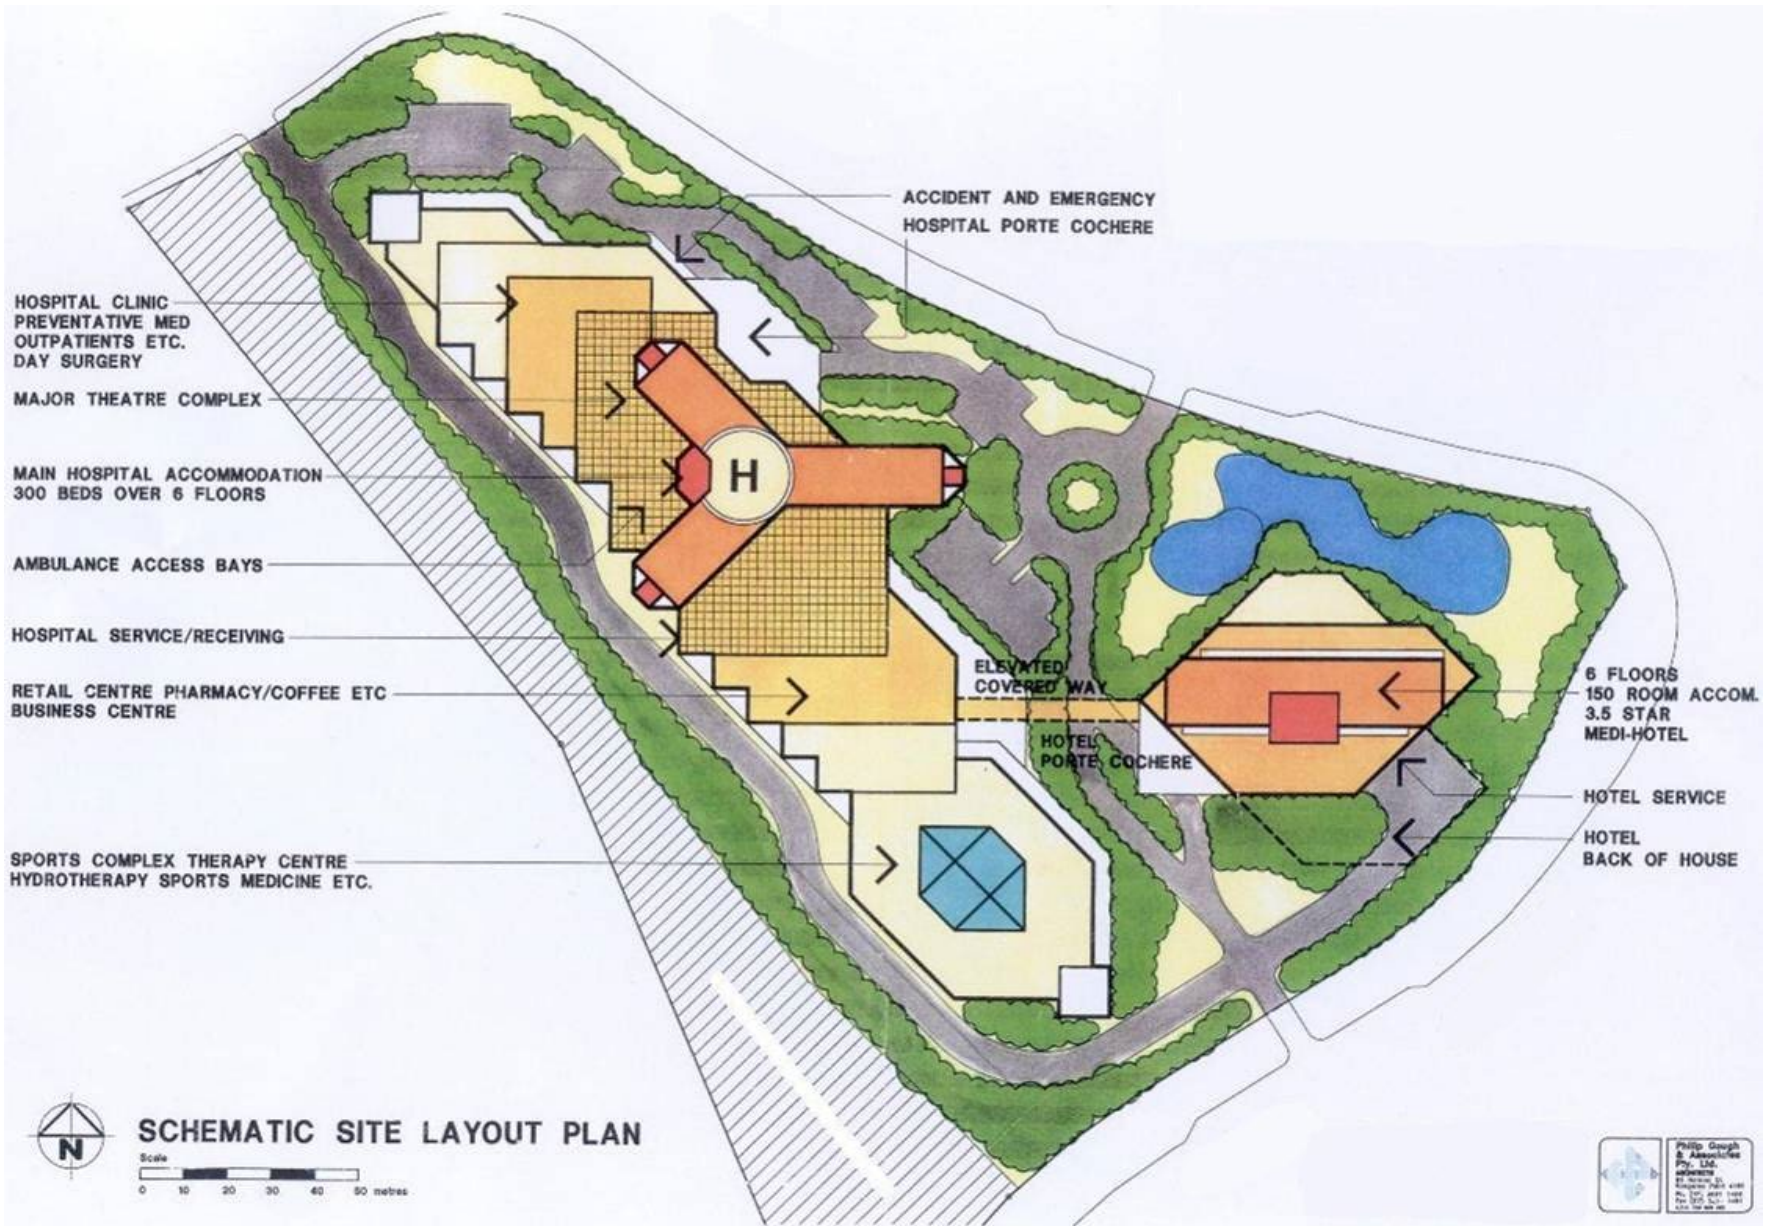 ACCIDENT AND EMERGENCY
HOSPITAL PORTE COCHERE
HOSPITAL CLINIC
PREVENTATIVE MED
OUTPATIENTS ETC.
DAY SURGERY
MAJOR THEATRE COMPLEX
MAIN HOSPITAL ACCOMMODATION
300 BEDS OVER 6 FLOORS
H
AMBULANCE ACCESS BAYS
HOSPITAL SERVICE/RECEIVING
RETAIL CENTRE PHARMACY/COFFEE ETC
BUSINESS CENTRE
ELEVATED
COVERED WAY
6 FLOORS
150 ROOM ACCOM.
3.5 STAR
MEDI-HOTEL
HOTEL
PORTE COCHERE
HOTEL SERVICE
HOTEL
BACK OF HOUSE
SPORTS COMPLEX THERAPY CENTRE
HYDROTHERAPY SPORTS MEDICINE ETC.
N
SCHEMATIC SITE LAYOUT PLAN
Scale
0 10 20 30 40 50 metres
Philip Gough
& Associates
Pty. Ltd.
ARCHITECTS